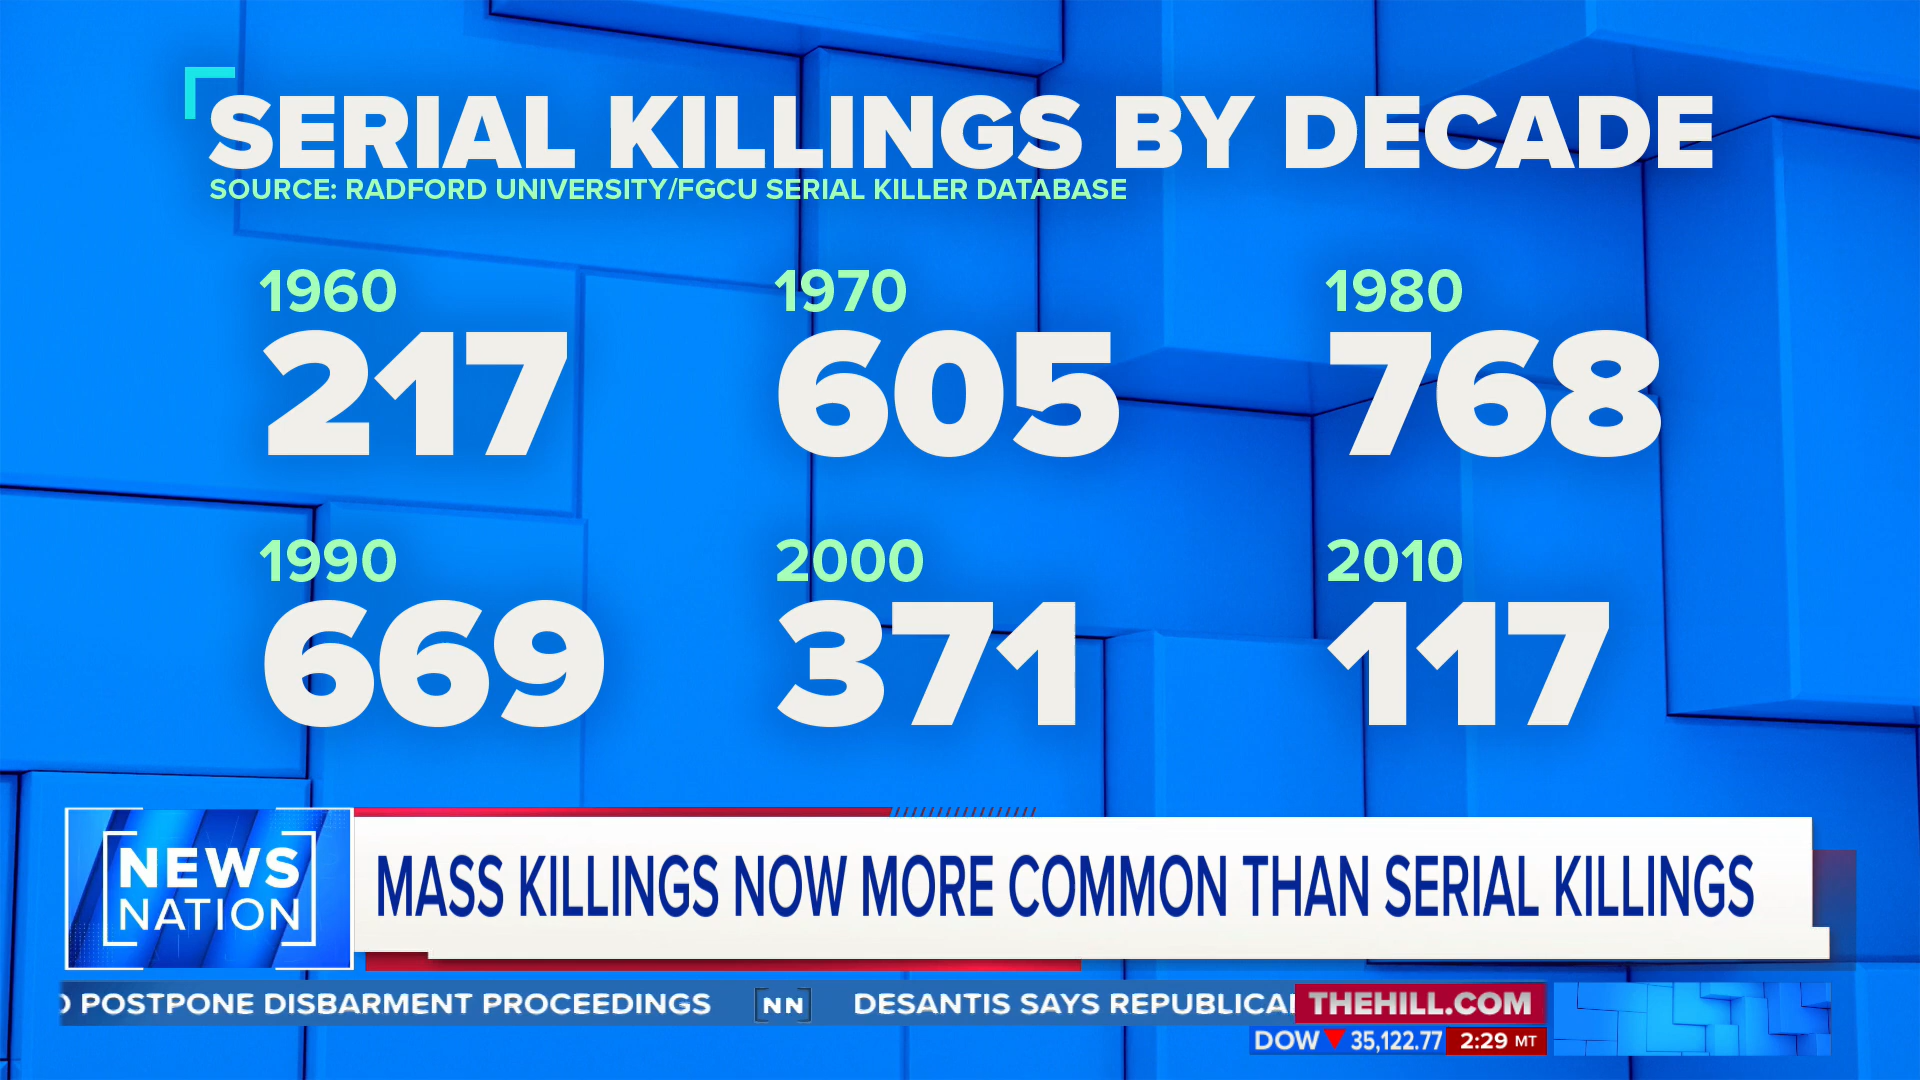 SERIAL KILLINGS BY DECADE
SOURCE: RADFORD UNIVERSITY/FGCU SERIAL KILLER DATABASE
1960
217
1970
605
1980
768
1990
669
2000
371
2010
117
NEWS
NATION
MASS KILLINGS NOW MORE COMMON THAN SERIAL KILLINGS
POSTPONE DISBARMENT PROCEEDINGS NN DESANTIS SAYS
THEHILL.COM
DOW 35,122.77 2:29 MT